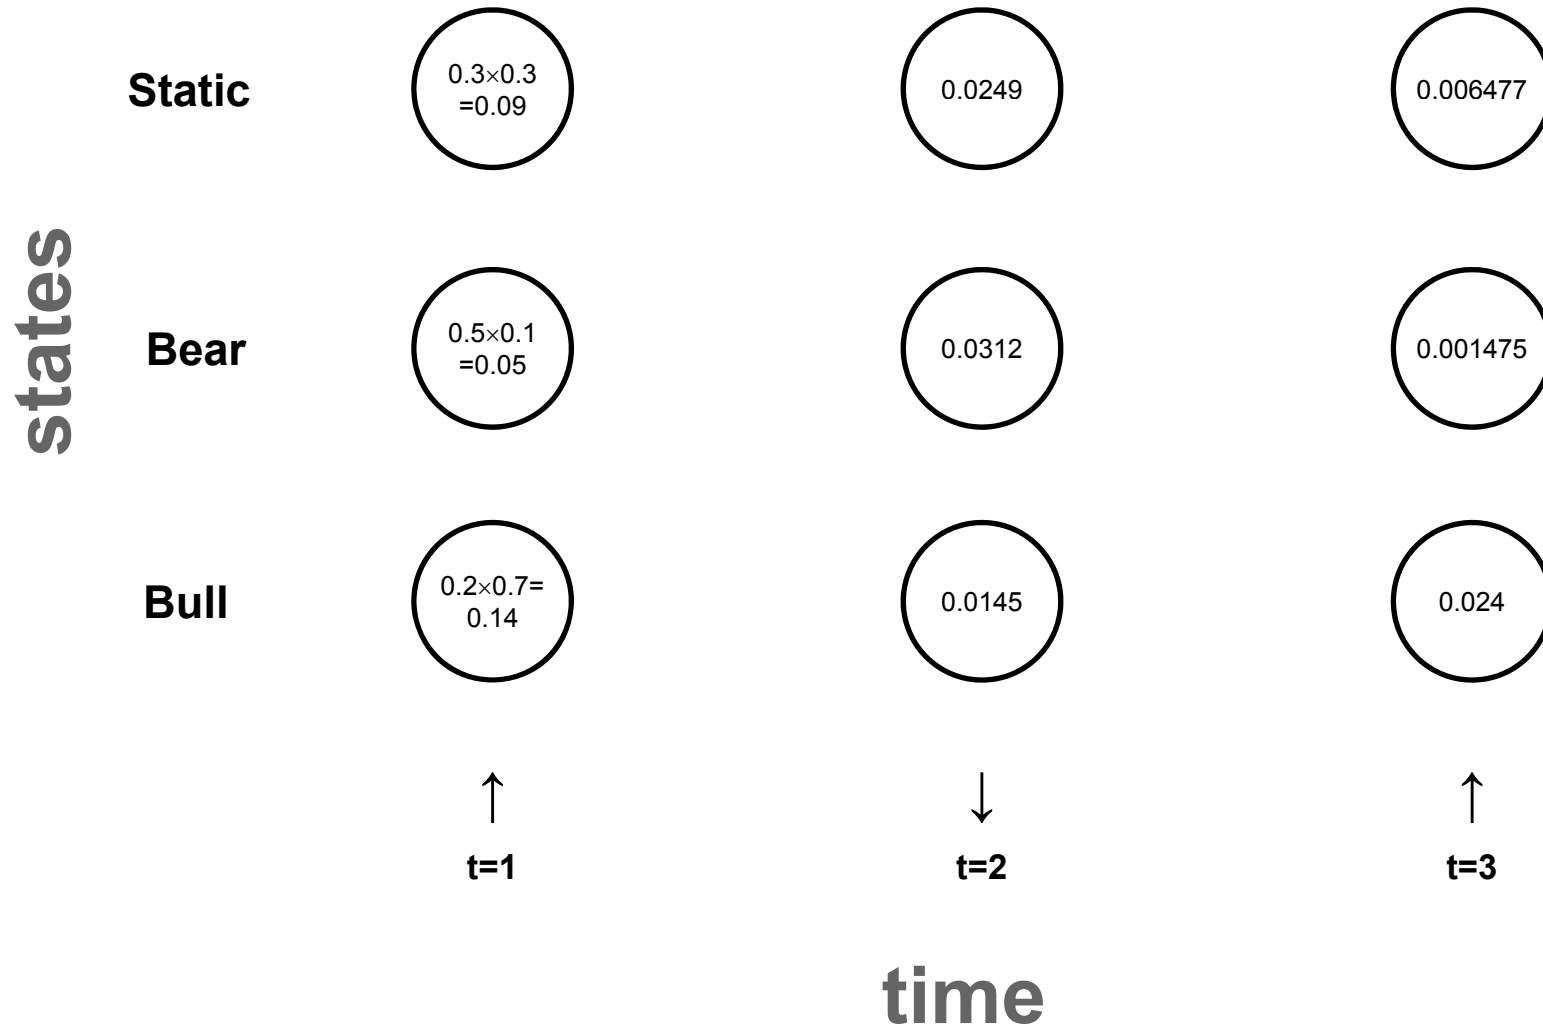 states
Static
0.3×0.3
=0.09
0.0249
0.006477
Bear
0.5×0.1
=0.05
0.0312
0.001475
Bull
0.2×0.7=
0.14
0.0145
0.024
↑
↓
↑
t=1
t=2
t=3
time